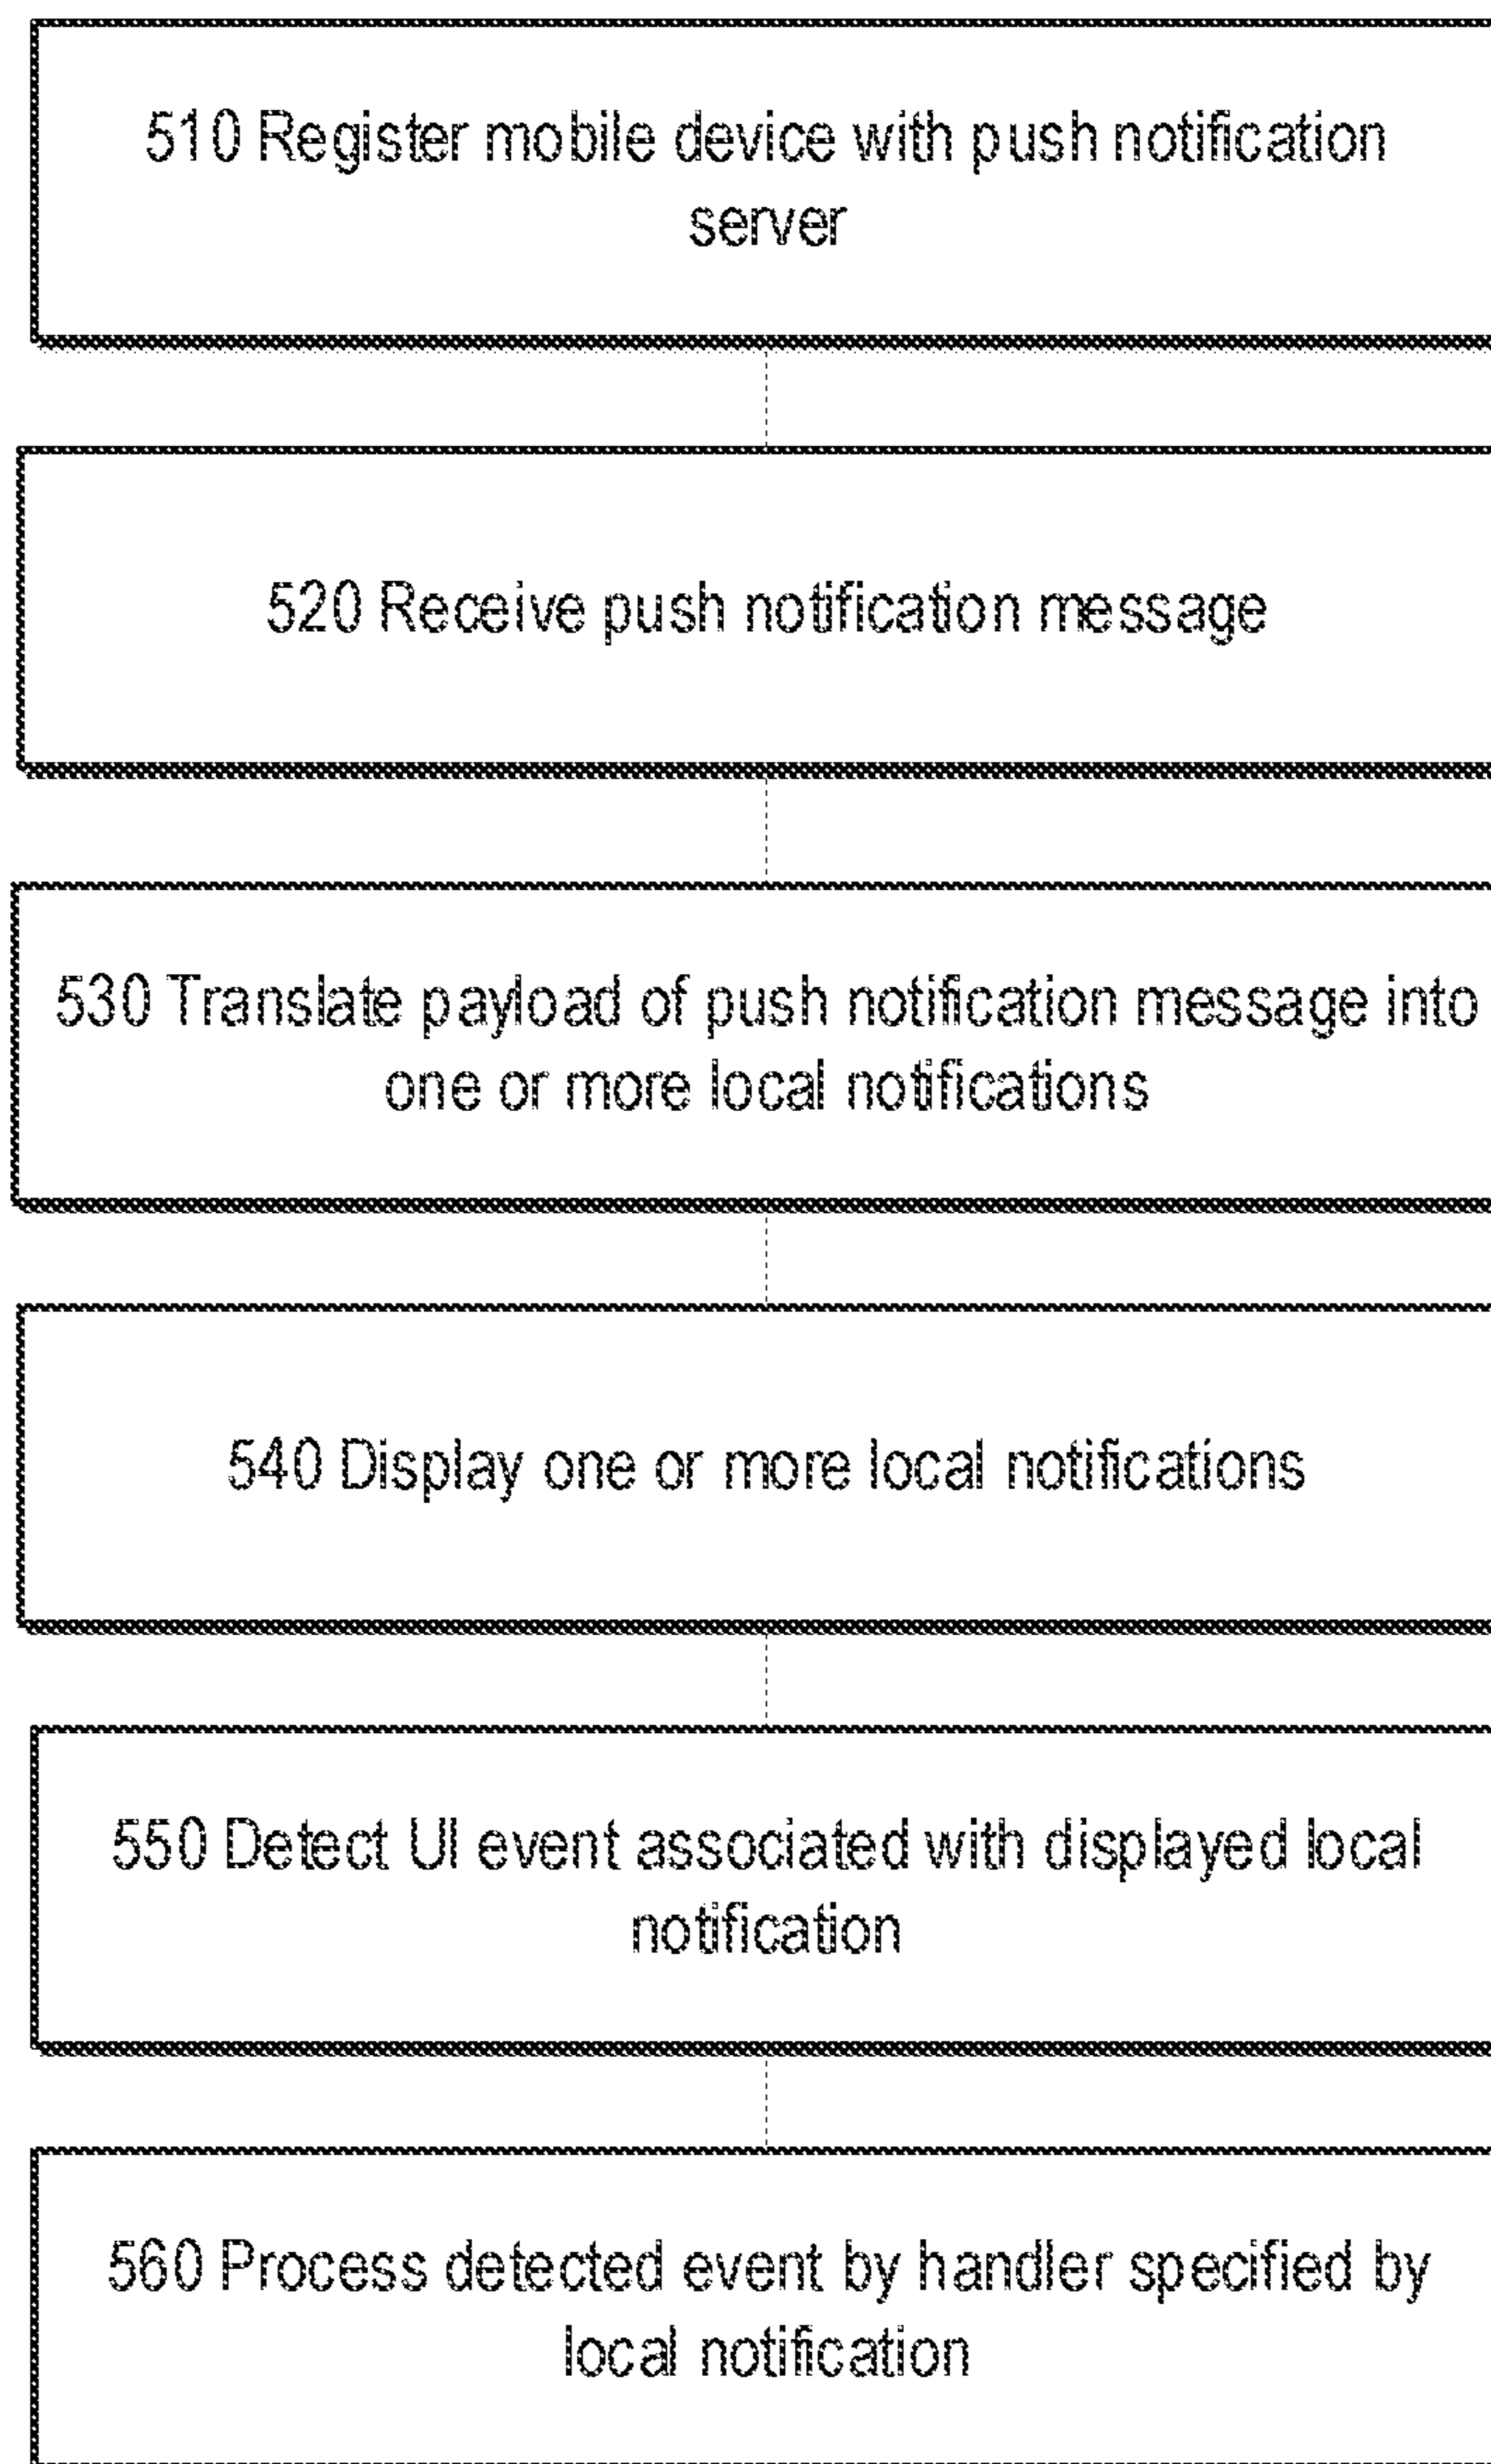 510 Register mobile device with push notification
server
520 Receive push notification message
530 Translate payload of push notification message into
one or more local notifications
540 Display one or more local notifications
550 Detect UI event associated with displayed local
notification
560 Process detected event by handler specified by
local notification